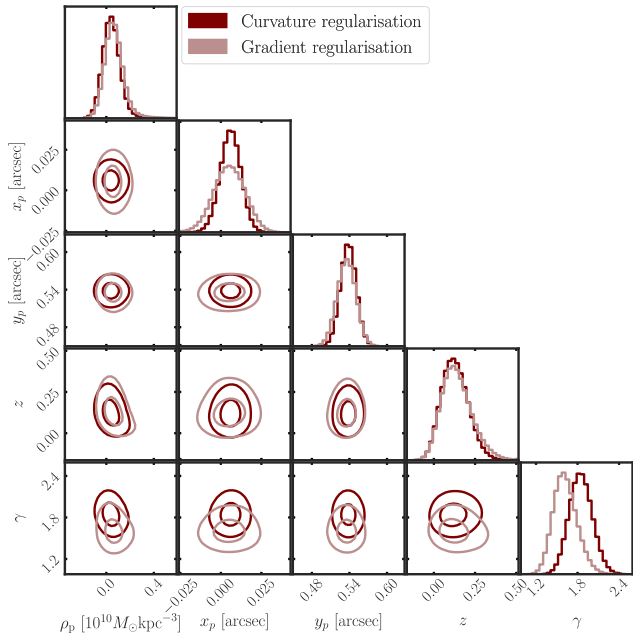 Curvature regularisation
Gradient regularisation
x_p [arcsec]
0.025
0.000
−0.025
y_p [arcsec]
0.60
0.54
0.48
z
0.50
0.25
0.00
γ
2.4
1.8
1.2
0.0 0.4
−0.025 0.000 0.025
0.48 0.54 0.60
0.00 0.25 0.50
1.2 1.8 2.4
ρ_p [10^{10}M_⊙kpc^{−3}]
x_p [arcsec]
y_p [arcsec]
z
γ